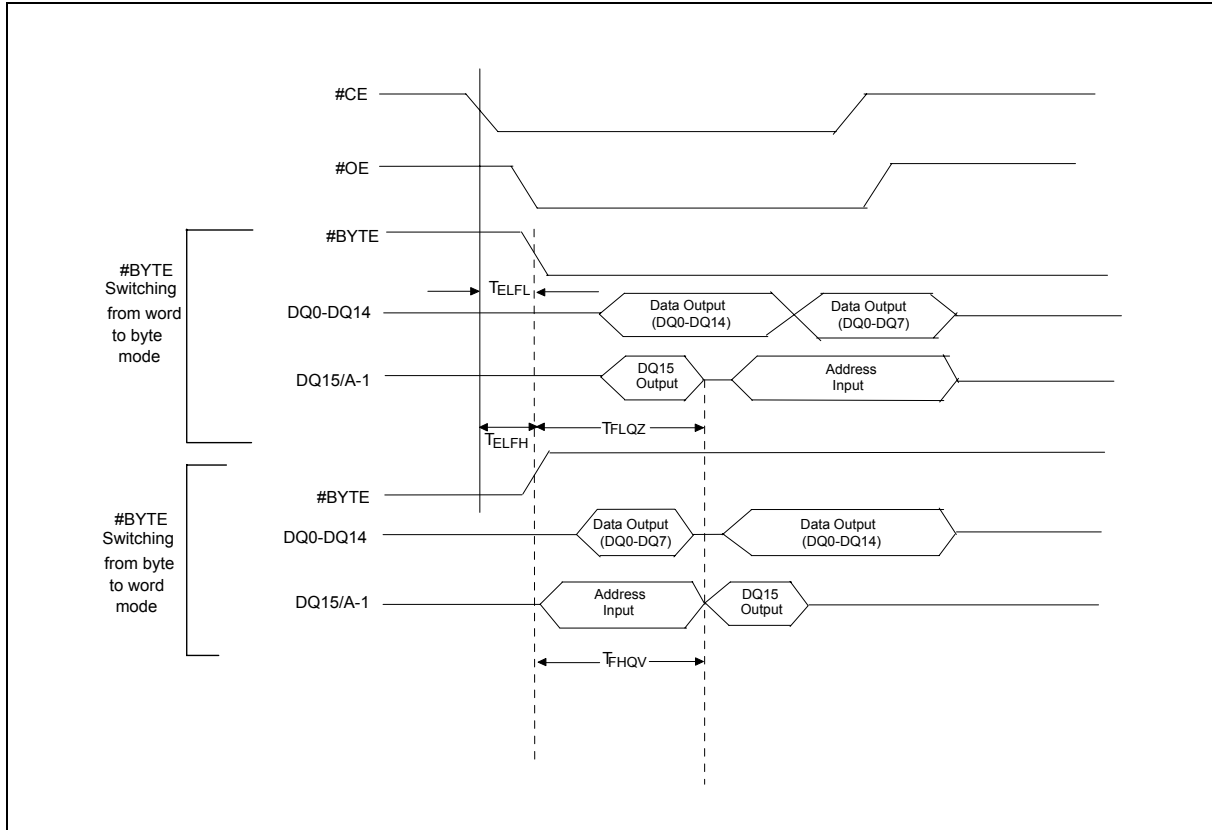 #CE
#OE
#BYTE
Switching
from word
to byte
mode
#BYTE
TELFL
DQ0-DQ14
Data Output
(DQ0-DQ14)
Data Output
(DQ0-DQ7)
DQ15/A-1
DQ15
Output
Address
Input
TELFH
TFLQZ
#BYTE
Switching
from byte
to word
mode
#BYTE
DQ0-DQ14
Data Output
(DQ0-DQ7)
Data Output
(DQ0-DQ14)
DQ15/A-1
Address
Input
DQ15
Output
TFHQV